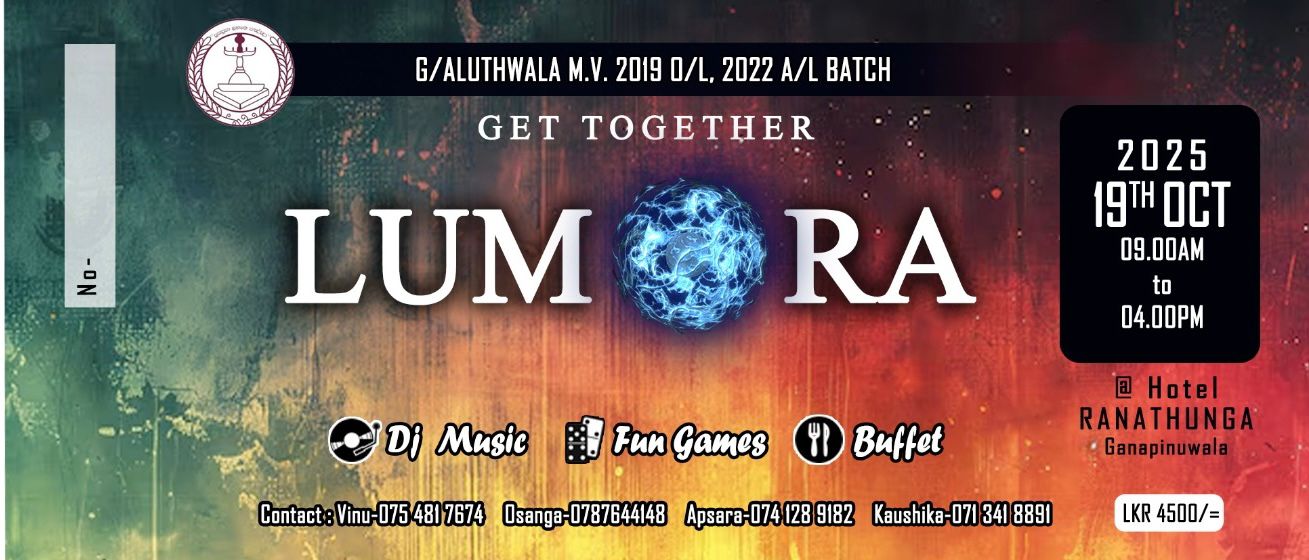 G/ALUTHWALA M.V. 2019 O/L, 2022 A/L BATCH
GET TOGETHER
LUMORA
No-
2025
19TH OCT
09.00AM
to
04.00PM
@ Hotel
RANATHUNGA
Ganapinuwala
Dj Music Fun Games Buffet
Contact : Vinu-075 481 7674 Osanga-0787644148 Apsara-074 128 9182 Kaushika-071 341 8891
LKR 4500/=